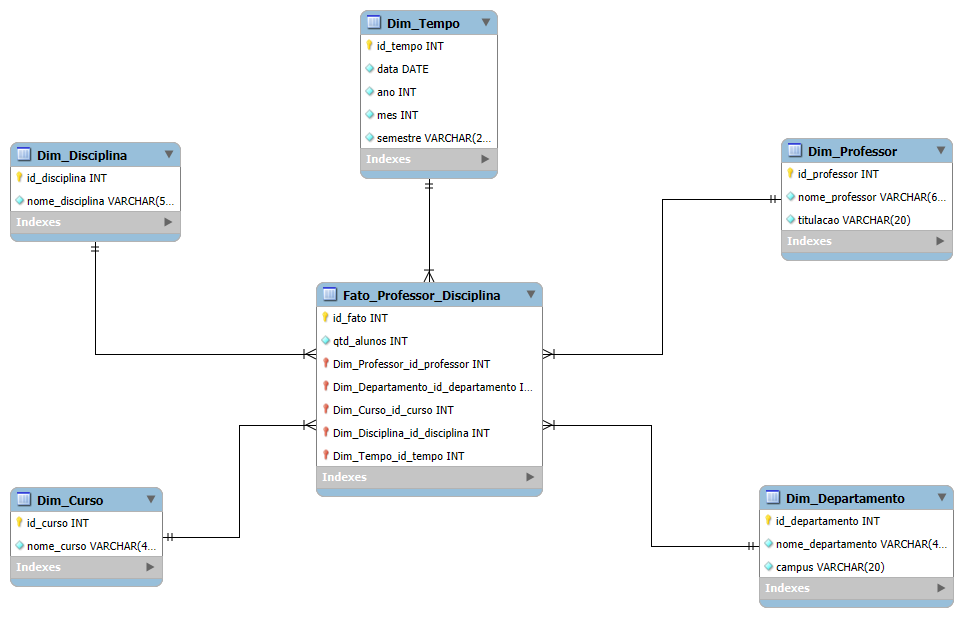 Dim_Tempo
id_tempo INT
data DATE
ano INT
mes INT
semestre VARCHAR(2...
Indexes
Dim_Disciplina
id_disciplina INT
nome_disciplina VARCHAR(5...
Indexes
Dim_Professor
id_professor INT
nome_professor VARCHAR(6...
titulacao VARCHAR(20)
Indexes
Fato_Professor_Disciplina
id_fato INT
qtd_alunos INT
Dim_Professor_id_professor INT
Dim_Departamento_id_departamento I...
Dim_Curso_id_curso INT
Dim_Disciplina_id_disciplina INT
Dim_Tempo_id_tempo INT
Indexes
Dim_Curso
id_curso INT
nome_curso VARCHAR(4...
Indexes
Dim_Departamento
id_departamento INT
nome_departamento VARCHAR(4...
campus VARCHAR(20)
Indexes